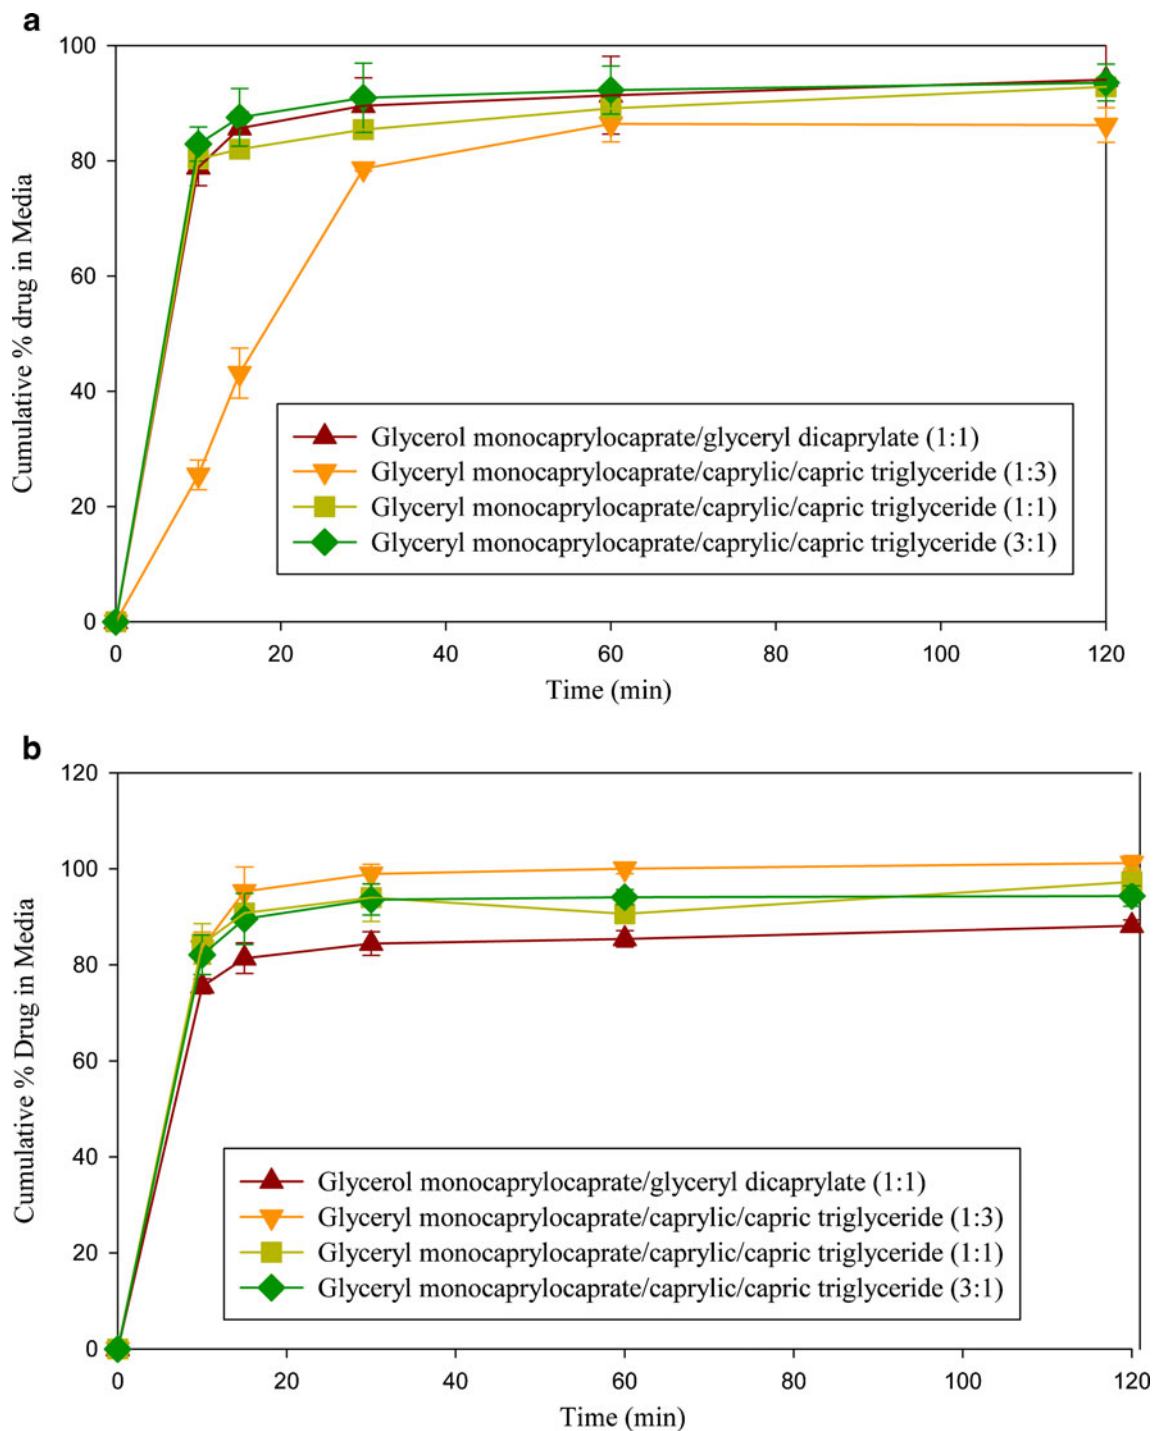 a
100
80
60
40
20
0
Cumulative % drug in Media
Glycerol monocaprylocaprate/glyceryl dicaprylate (1:1)
Glyceryl monocaprylocaprate/caprylic/capric triglyceride (1:3)
Glyceryl monocaprylocaprate/caprylic/capric triglyceride (1:1)
Glyceryl monocaprylocaprate/caprylic/capric triglyceride (3:1)
0 20 40 60 80 100 120
Time (min)
b
120
100
80
60
40
20
0
Cumulative % Drug in Media
Glycerol monocaprylocaprate/glyceryl dicaprylate (1:1)
Glyceryl monocaprylocaprate/caprylic/capric triglyceride (1:3)
Glyceryl monocaprylocaprate/caprylic/capric triglyceride (1:1)
Glyceryl monocaprylocaprate/caprylic/capric triglyceride (3:1)
0 20 40 60 80 100 120
Time (min)